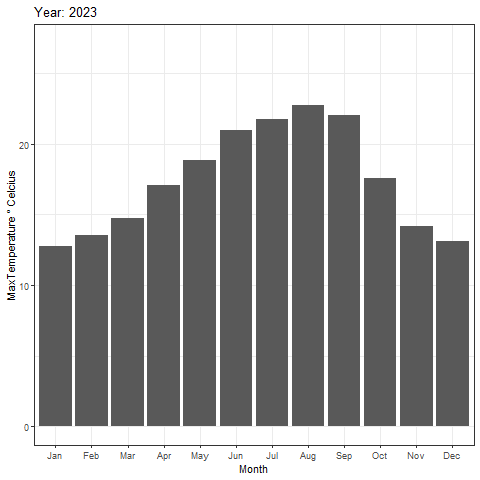 Year: 2023
MaxTemperature " Celcius
20
10
0
Jan Feb Mar Apr May Jun Jul Aug Sep Oct Nov Dec
Month